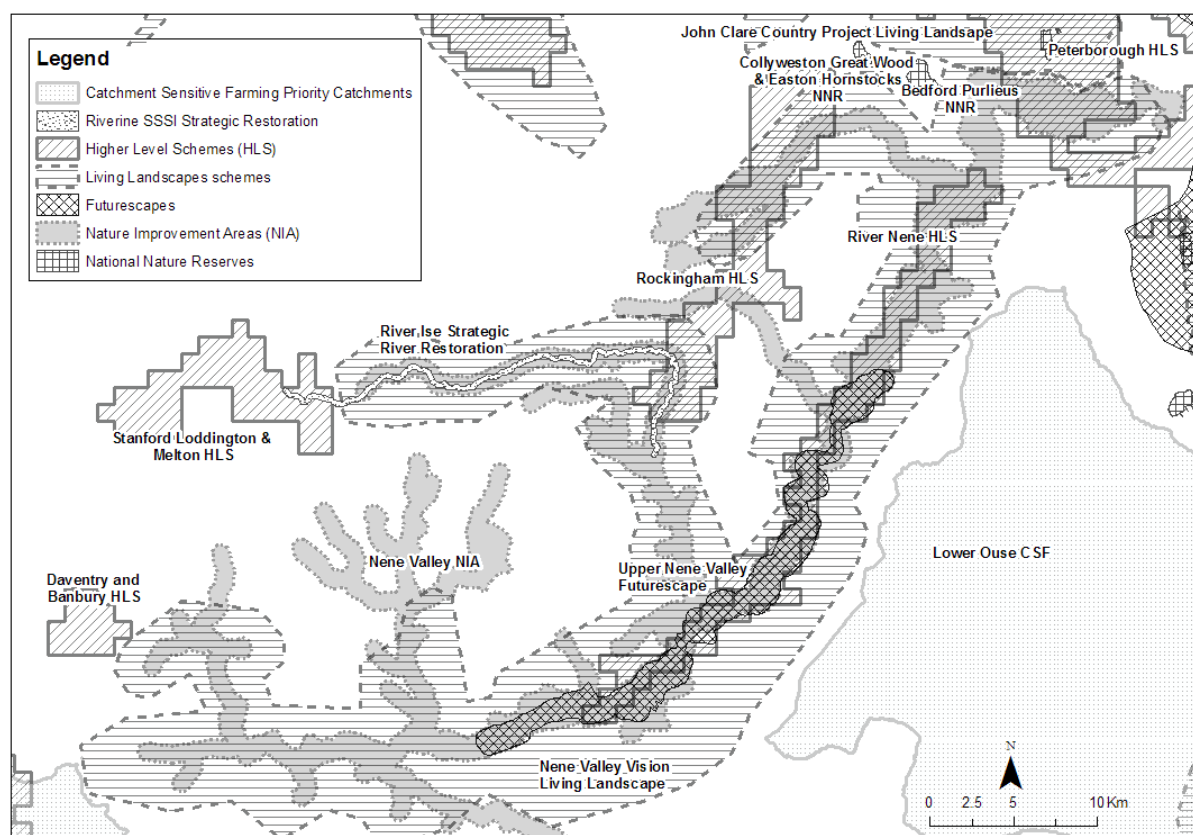 Legend
Catchment Sensitive Farming Priority Catchments
Riverine SSSI Strategic Restoration
Higher Level Schemes (HLS)
Living Landscapes schemes
Futurescapes
Nature Improvement Areas (NIA)
National Nature Reserves
John Clare Country Project Living Landsape
Collyweston Great Wood
& Easton Hornstocks
NNR
Peterborough HLS
Bedford Purlieus
NNR
River Nene HLS
Rockingham HLS
River Ise Strategic
River Restoration
Stanford Loddington &
Melton HLS
Lower Ouse CSF
Nene Valley NIA
Upper Nene Valley
Futurescape
Daventry and
Banbury HLS
Nene Valley Vision
Living Landscape
N
0 2.5 5 10 Km